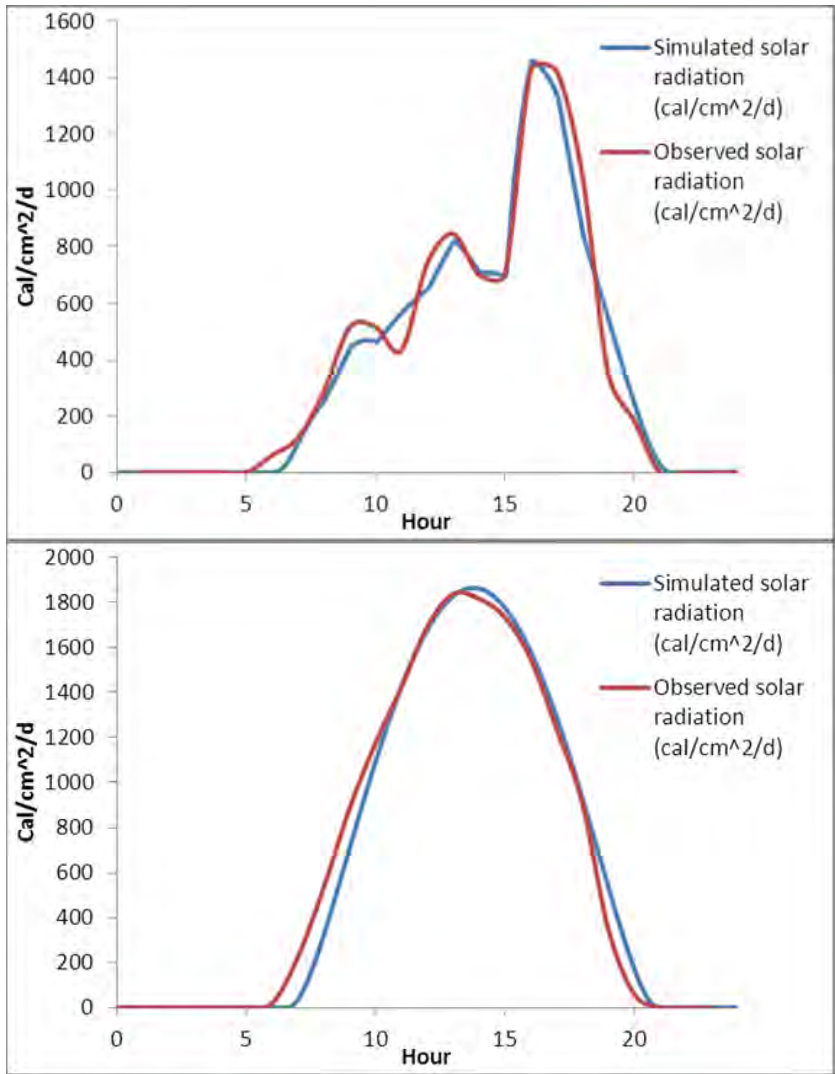 1600
1400
1200
1000
800
600
400
200
0
Cal/cm^2/d
Simulated solar
radiation
(cal/cm^2/d)
Observed solar
radiation
(cal/cm^2/d)
0 5 10 15 20
Hour
2000
1800
1600
1400
1200
1000
800
600
400
200
0
Cal/cm^2/d
Simulated solar
radiation
(cal/cm^2/d)
Observed solar
radiation
(cal/cm^2/d)
0 5 10 15 20
Hour